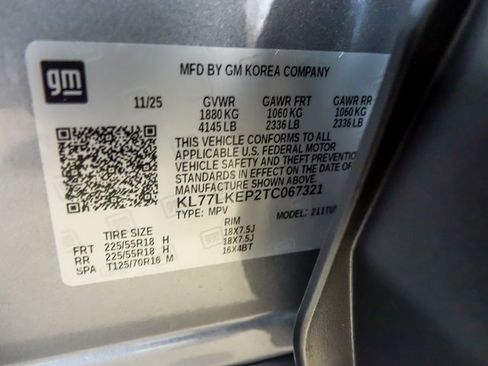 gm
MFD BY GM KOREA COMPANY
11/25 GVWR GAWR FRT GAWR RR
1880 KG 1060 KG 1060 KG
4145 LB 2336 LB 2336 LB
THIS VEHICLE CONFORMS TO ALL
APPLICABLE U.S. FEDERAL MOTOR
VEHICLE SAFETY AND THEFT PREVENTION
STANDARDS IN EFFECT ON THE DATE OF
MANUFACTURE SHOWN ABOVE.
KL77LKEP2TC067321
TYPE: MPV MODEL:
TIRE SIZE RIM
FRT 225/55R18 H 18X7.5J
RR 225/55R18 H 18X7.5J
SPA T125/70R16 M 16X4BT